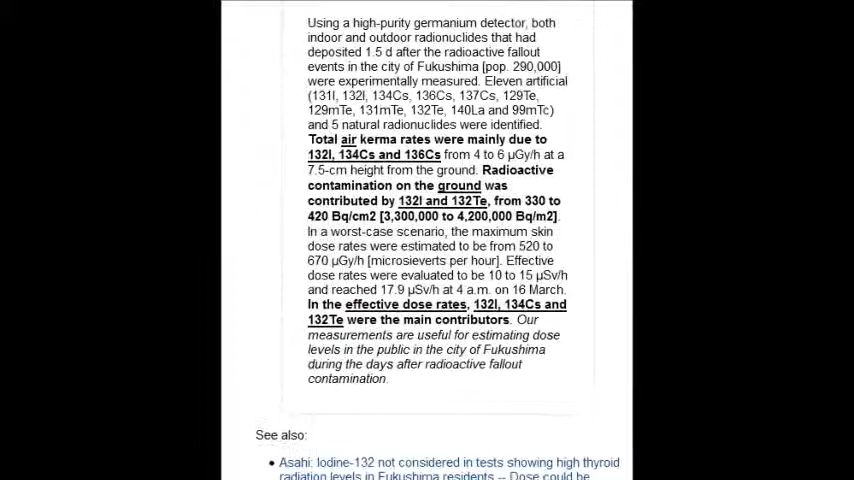 Using a high-purity germanium detector, both
indoor and outdoor radionuclides that had
deposited 1.5 d after the radioactive fallout
events in the city of Fukushima [pop. 290,000]
were experimentally measured. Eleven artificial
(131I, 132I, 134Cs, 136Cs, 137Cs, 129Te,
129mTe, 131mTe, 132Te, 140La and 99mTc)
and 5 natural radionuclides were identified.
Total air kerma rates were mainly due to
132I, 134Cs and 136Cs from 4 to 6 μGy/h at a
7.5-cm height from the ground. Radioactive
contamination on the ground was
contributed by 132I and 132Te, from 330 to
420 Bq/cm2 [3,300,000 to 4,200,000 Bq/m2].
In a worst-case scenario, the maximum skin
dose rates were estimated to be from 520 to
670 μGy/h [microsieverts per hour]. Effective
dose rates were evaluated to be 10 to 15 μSv/h
and reached 17.9 μSv/h at 4 a.m. on 16 March.
In the effective dose rates, 132I, 134Cs and
132Te were the main contributors. Our
measurements are useful for estimating dose
levels in the public in the city of Fukushima
during the days after radioactive fallout
contamination.
See also:
• Asahi: Iodine-132 not considered in tests showing high thyroid
radiation levels in Fukushima residents -- Dose could be